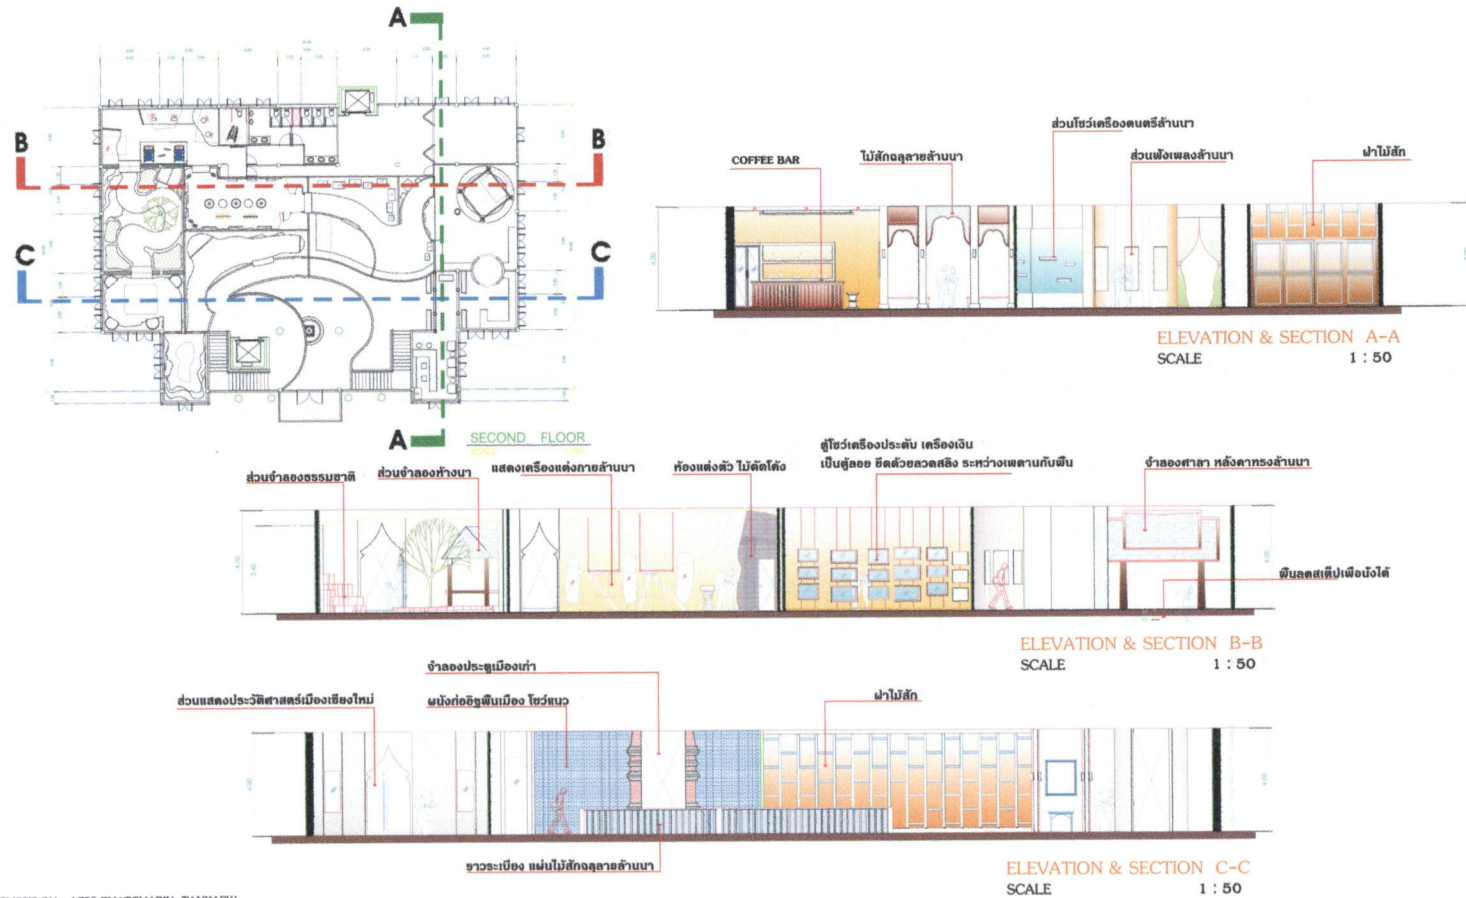 A
B
B
C
C
A
SECOND FLOOR
SCALE
COFFEE BAR
ไม้สักฉลุลายล้านนา
ส่วนโชว์เครื่องดนตรีล้านนา
ส่วนฟังเพลงล้านนา
ฝาไม้สัก
ELEVATION & SECTION A-A
SCALE 1 : 50
ส่วนจำลองธรรมชาติ
ส่วนจำลองห้างนา
แสดงเครื่องแต่งกายล้านนา
ห้องแต่งตัว ไม้ดัดโค้ง
ตู้โชว์เครื่องประดับ เครื่องเงิน
เป็นตู้ลอย ยึดด้วยลวดสลิง ระหว่างเพดานกับพื้น
จำลองศาลา หลังคาทรงล้านนา
พื้นลดสเต็ปเพื่อนั่งได้
4.00
3.40
4.00
ELEVATION & SECTION B-B
SCALE 1 : 50
ส่วนแสดงประวัติศาสตร์เมืองเชียงใหม่
จำลองประตูเมืองเก่า
ผนังก่ออิฐพื้นเมือง โชว์แนว
ฝาไม้สัก
4.00
4.00
ราวระเบียง แผ่นไม้สักฉลุลายล้านนา
ELEVATION & SECTION C-C
SCALE 1 : 50